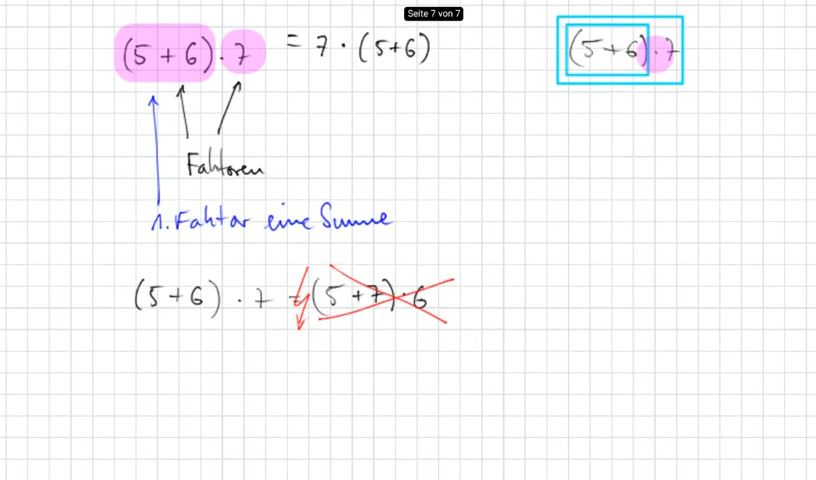 Seite 7 von 7
(5+6) · 7 = 7 · (5+6)
(5+6) · 7
Faktoren
1. Faktor eine Summe
(5+6) · 7 = (5+7) · 6